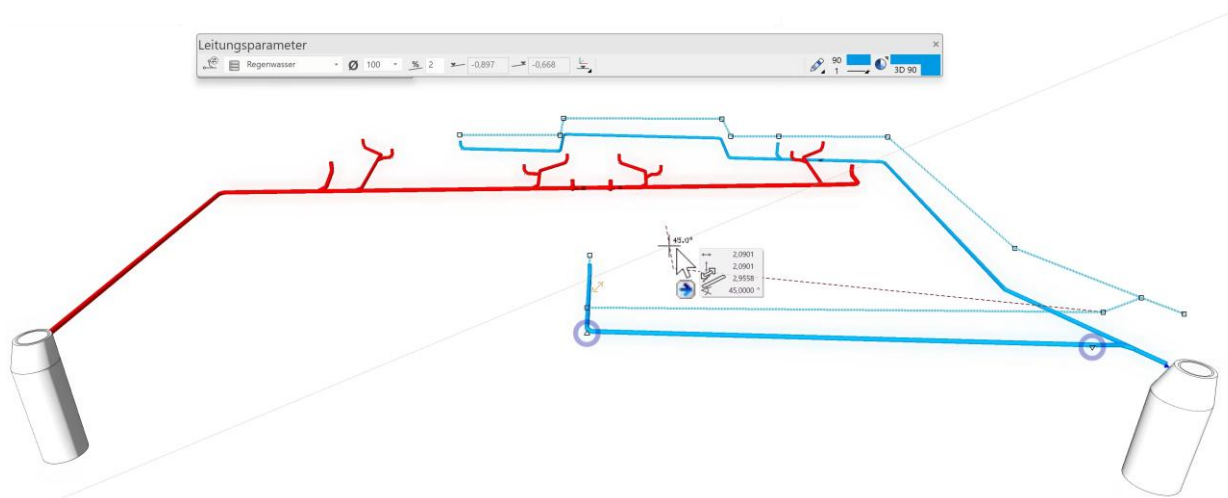 Leitungsparameter
Regenwasser Ø 100 % 2 -0,897 -0,668 90 1 3D 90
45.0°
2,0901
2,0901
2,9558
45,0000 °